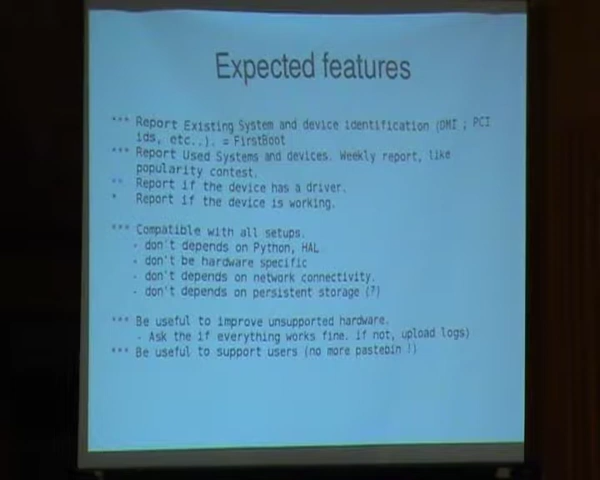 Expected features
*** Report Existing System and device identification (DMI ; PCI
ids, etc..). = FirstBoot
*** Report Used Systems and devices. Weekly report, like
popularity contest.
** Report if the device has a driver.
* Report if the device is working.
*** Compatible with all setups.
- don't depends on Python, HAL
- don't be hardware specific
- don't depends on network connectivity.
- don't depends on persistent storage (?)
*** Be useful to improve unsupported hardware.
- Ask the if everything works fine. if not, upload logs)
*** Be useful to support users (no more pastebin !)